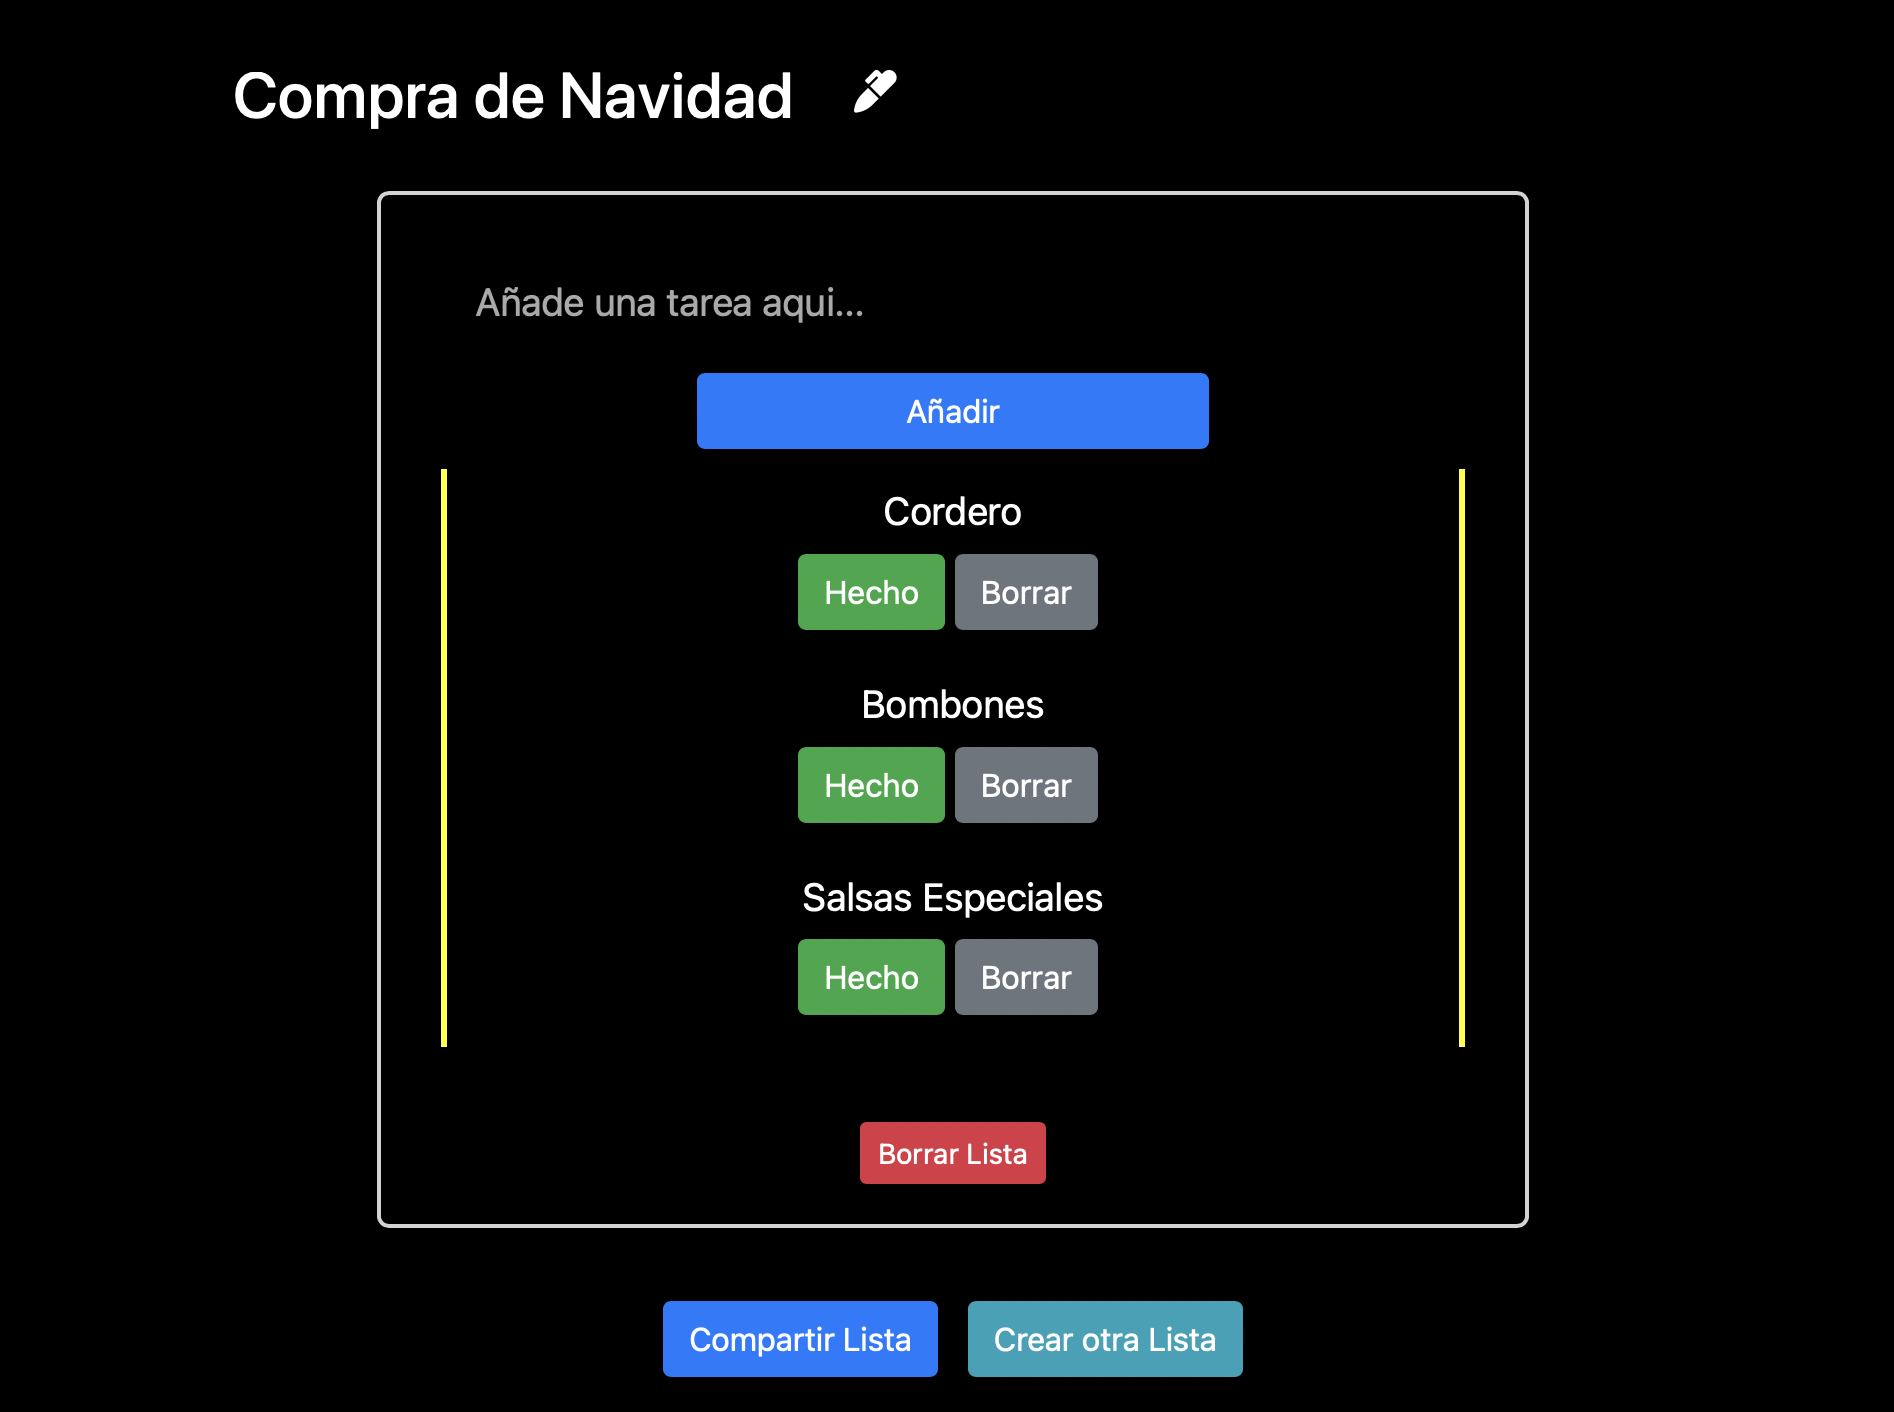 Compra de Navidad
Añade una tarea aqui...
Añadir
Cordero
Hecho Borrar
Bombones
Hecho Borrar
Salsas Especiales
Hecho Borrar
Borrar Lista
Compartir Lista Crear otra Lista